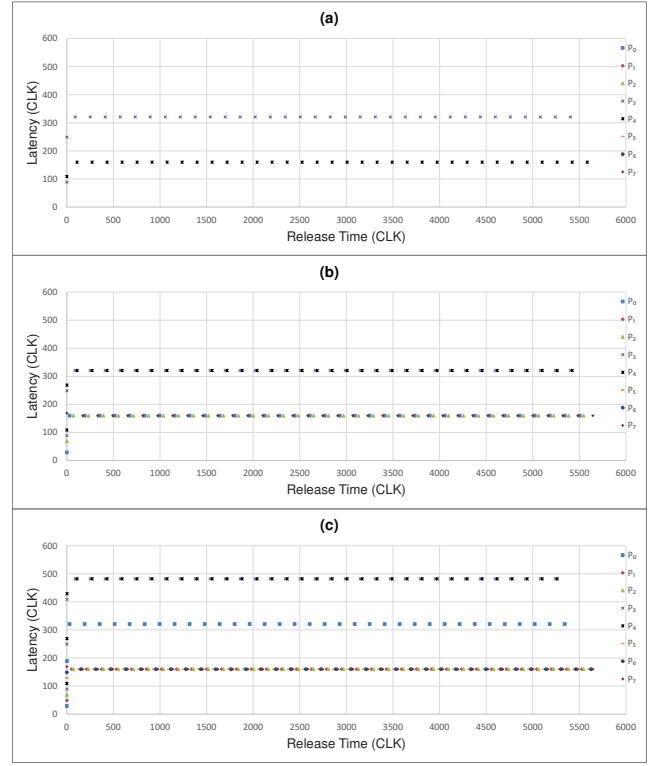 (a)
600
500
400
300
200
100
0
Latency (CLK)
0 500 1000 1500 2000 2500 3000 3500 4000 4500 5000 5500 6000
Release Time (CLK)
P₀
P₁
P₂
P₃
P₄
P₅
P₆
P₇
(b)
600
500
400
300
200
100
0
Latency (CLK)
0 500 1000 1500 2000 2500 3000 3500 4000 4500 5000 5500 6000
Release Time (CLK)
P₀
P₁
P₂
P₃
P₄
P₅
P₆
P₇
(c)
600
500
400
300
200
100
0
Latency (CLK)
0 500 1000 1500 2000 2500 3000 3500 4000 4500 5000 5500 6000
Release Time (CLK)
P₀
P₁
P₂
P₃
P₄
P₅
P₆
P₇